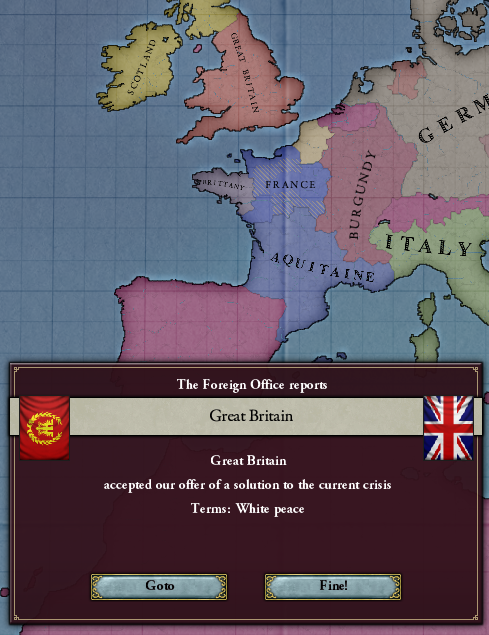 SCOTLAND
GREAT BRITAIN
GERM
BRITTANY
FRANCE
BURGUNDY
ITALY
AQUITAINE
The Foreign Office reports
Great Britain
Great Britain
accepted our offer of a solution to the current crisis
Terms: White peace
Goto
Fine!